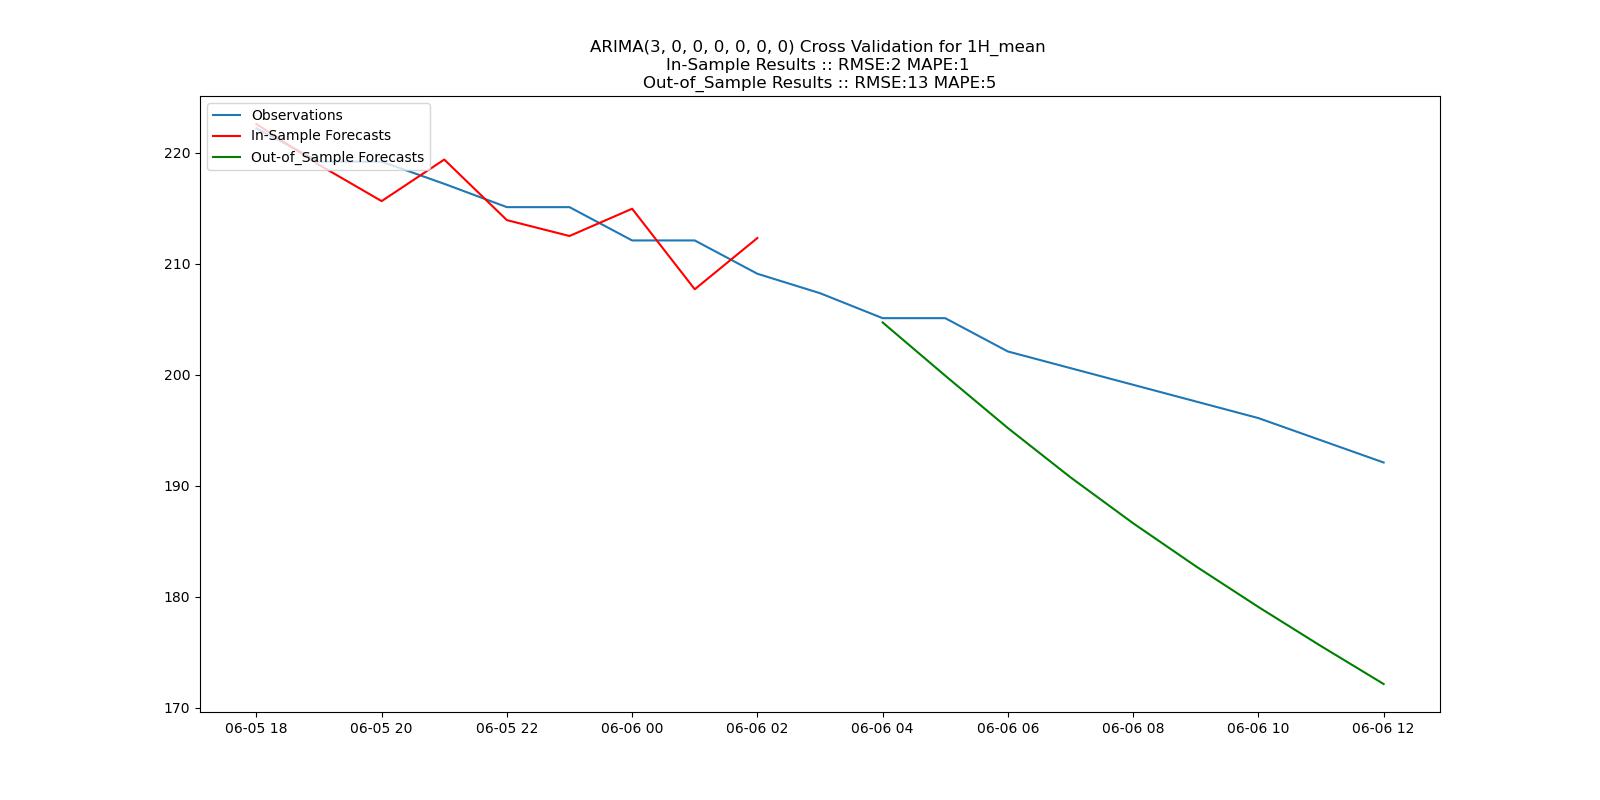 ARIMA(3, 0, 0, 0, 0, 0, 0) Cross Validation for 1H_mean
In-Sample Results :: RMSE:2 MAPE:1
Out-of_Sample Results :: RMSE:13 MAPE:5
Observations
In-Sample Forecasts
Out-of_Sample Forecasts
220
210
200
190
180
170
06-05 18
06-05 20
06-05 22
06-06 00
06-06 02
06-06 04
06-06 06
06-06 08
06-06 10
06-06 12